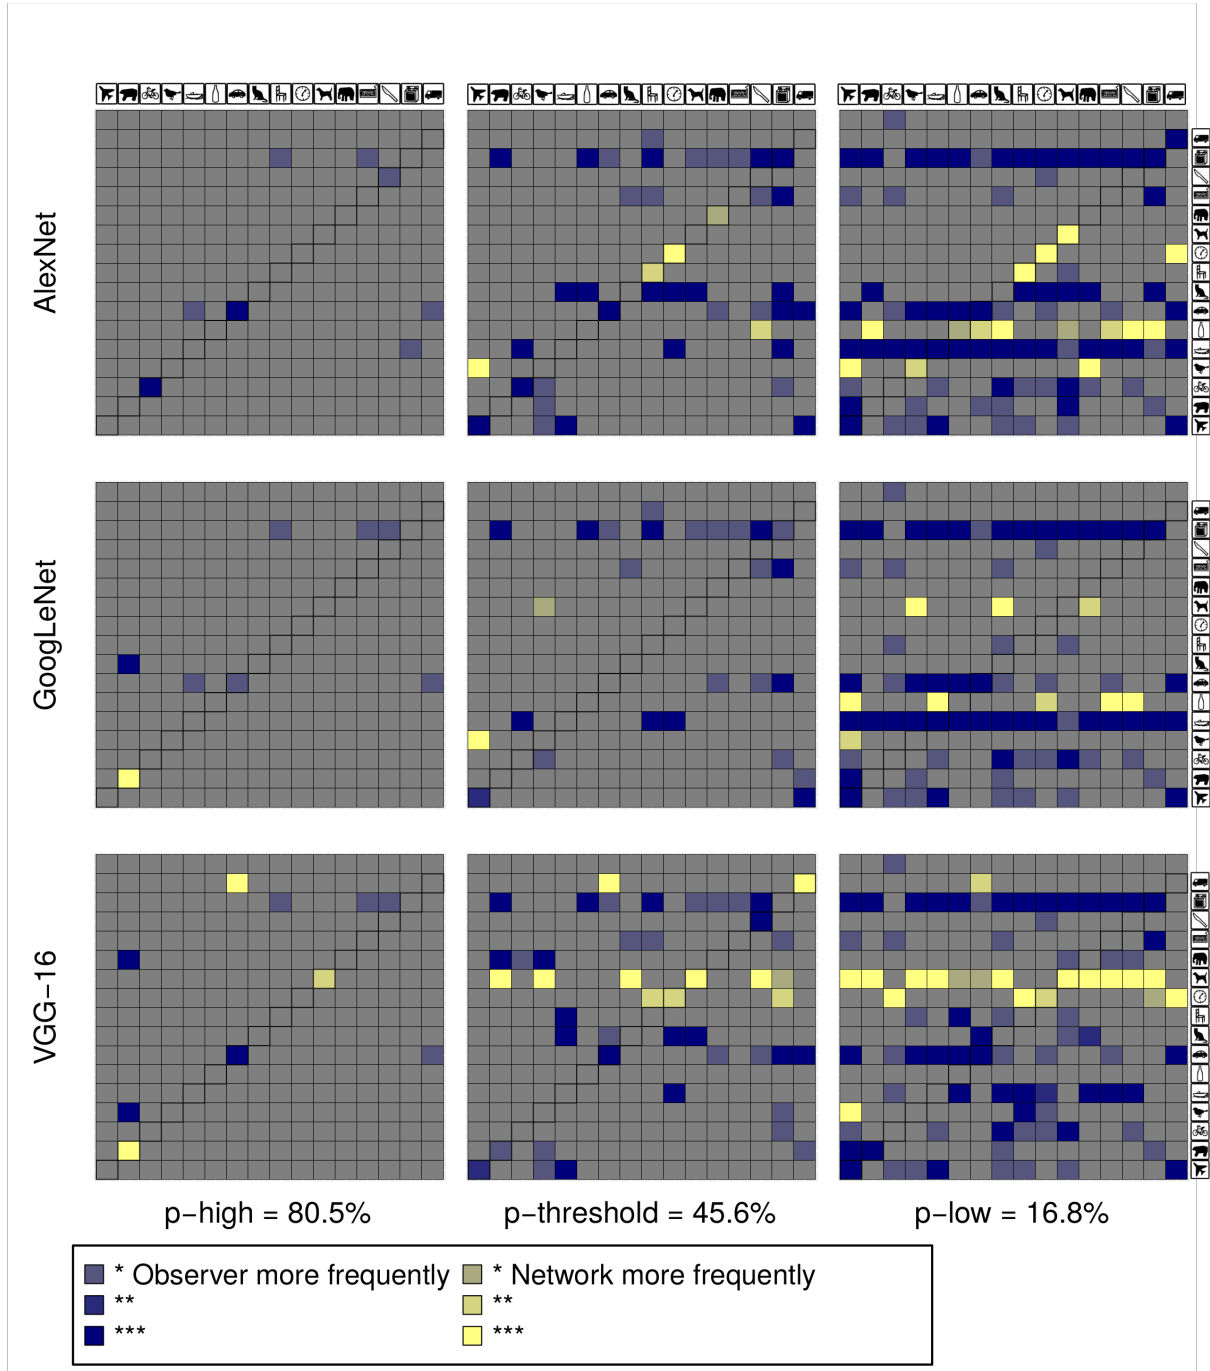 AlexNet
GoogLeNet
VGG−16
p−high = 80.5%
p−threshold = 45.6%
p−low = 16.8%
* Observer more frequently
* Network more frequently
**
**
***
***